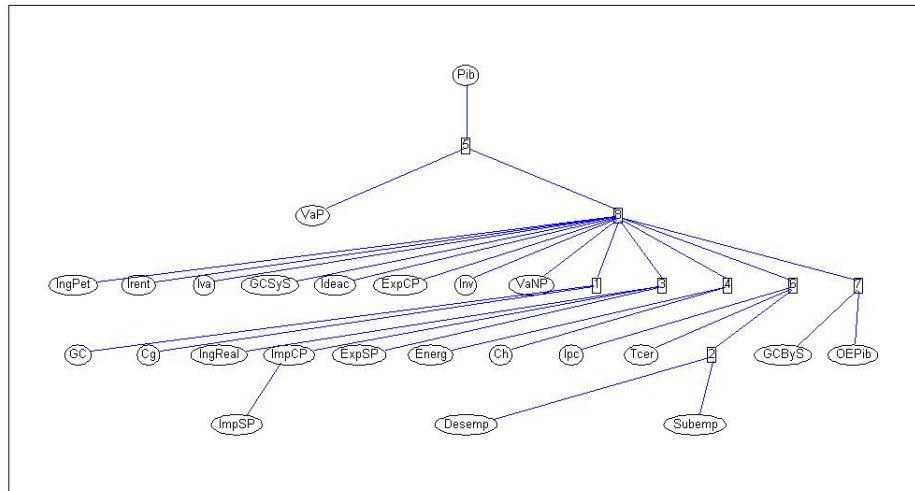 Pib
5
VaP
8
IngPet Irent Iva GCSyS Ideac ExpCP Inv VaNP 1 3 4 6 7
GC Cg IngReal ImpCP ExpSP Energ Ch Ipc Tcer 2 GCByS OEPib
ImpSP Desemp Subemp